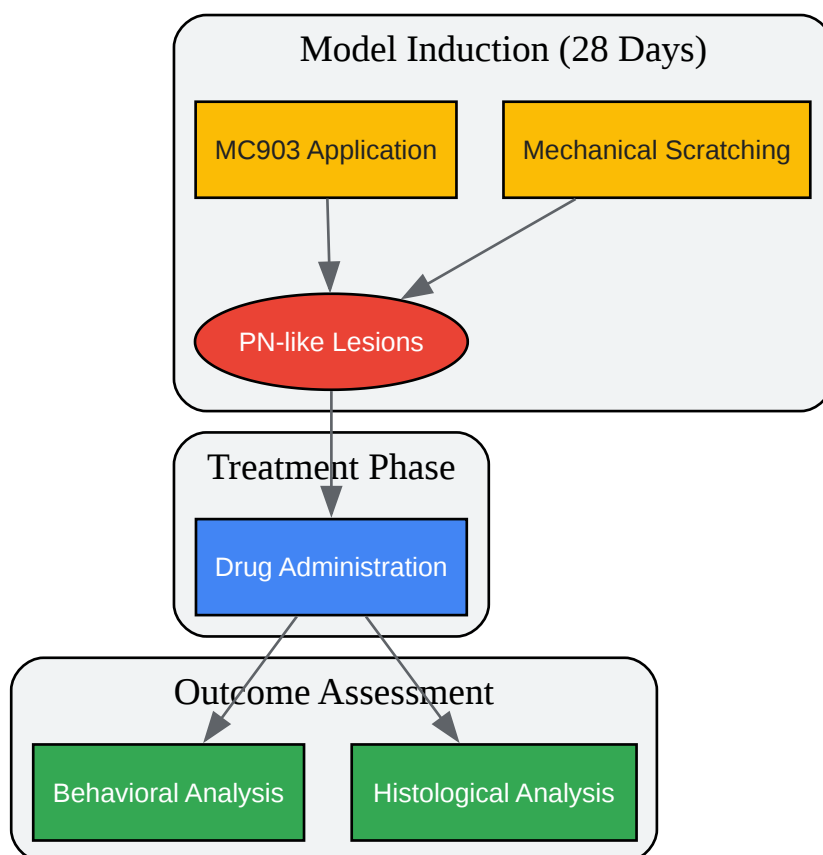 Model Induction (28 Days)
MC903 Application
Mechanical Scratching
PN-like Lesions
Treatment Phase
Drug Administration
Outcome Assessment
Behavioral Analysis
Histological Analysis